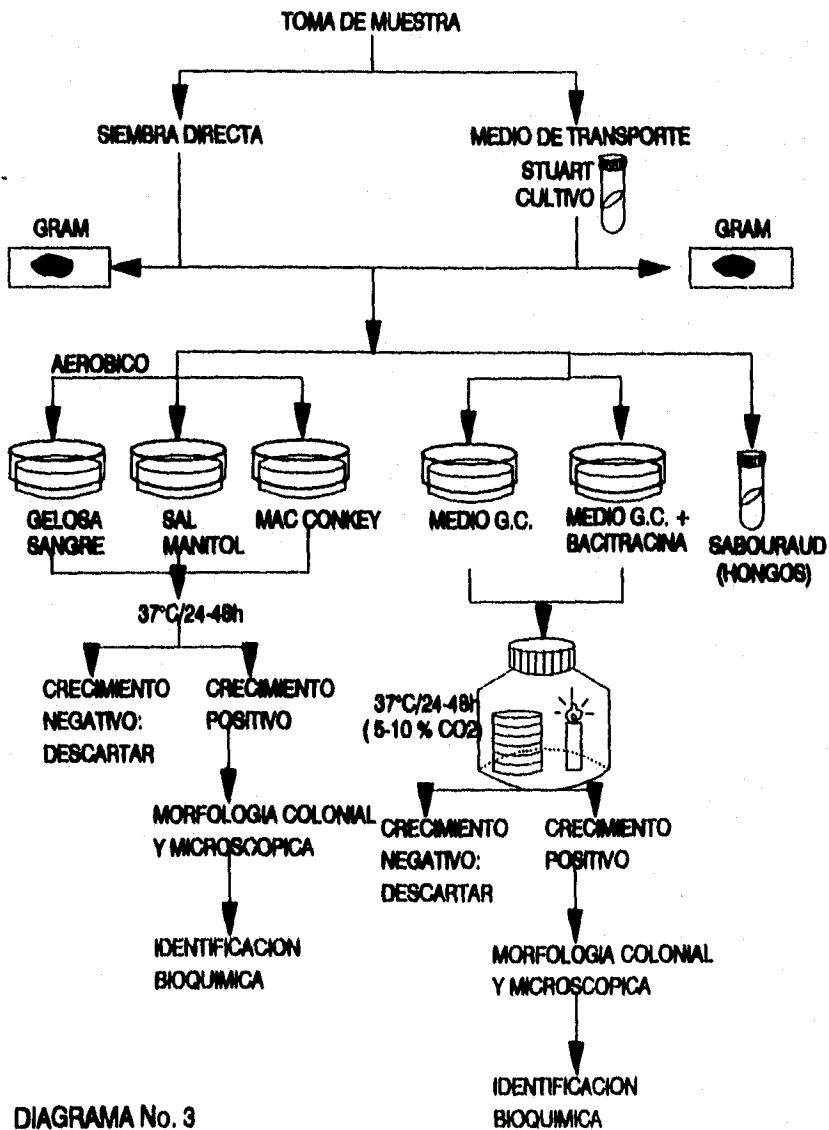 TOMA DE MUESTRA
SIEMBRA DIRECTA
MEDIO DE TRANSPORTE
STUART
CULTIVO
GRAM
GRAM
AEROBICO
GELOSA
SANGRE
SAL
MANITOL
MAC CONKEY
MEDIO G.C.
MEDIO G.C. +
BACITRACINA
SABOURAUD
(HONGOS)
37°C/24-48h
CRECIMIENTO
NEGATIVO:
DESCARTAR
CRECIMIENTO
POSITIVO
37°C/24-48h
( 5-10 % CO2)
MORFOLOGIA COLONIAL
Y MICROSCOPICA
CRECIMIENTO
NEGATIVO:
DESCARTAR
CRECIMIENTO
POSITIVO
IDENTIFICACION
BIOQUIMICA
MORFOLOGIA COLONIAL
Y MICROSCOPICA
IDENTIFICACION
BIOQUIMICA
DIAGRAMA No. 3